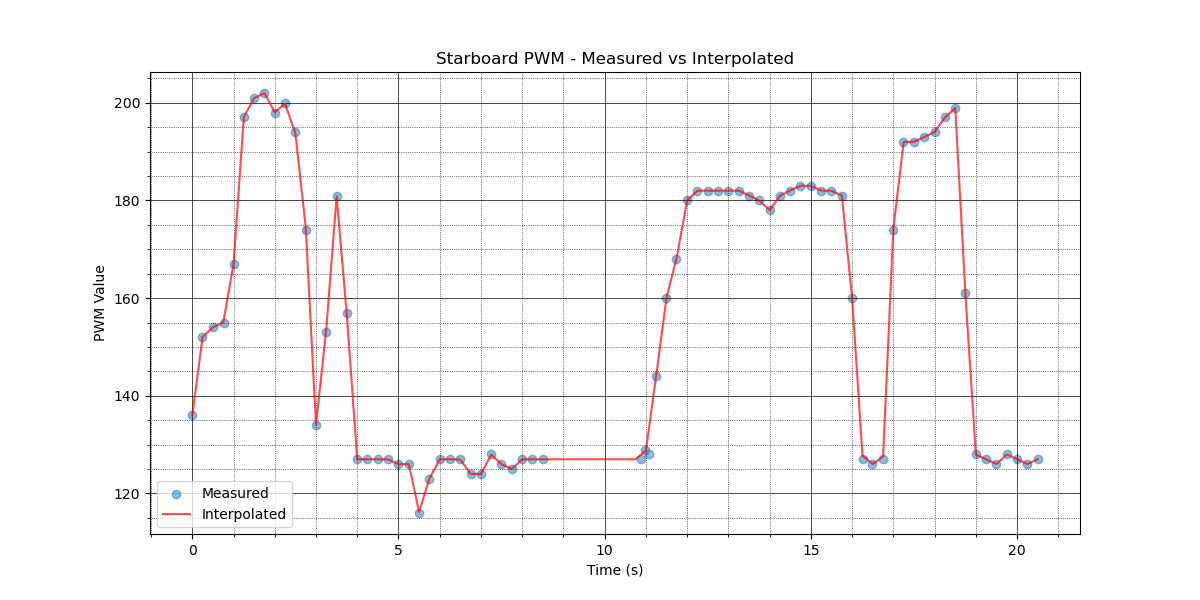 Starboard PWM - Measured vs Interpolated
200
180
160
140
120
PWM Value
Measured
Interpolated
0 5 10 15 20
Time (s)